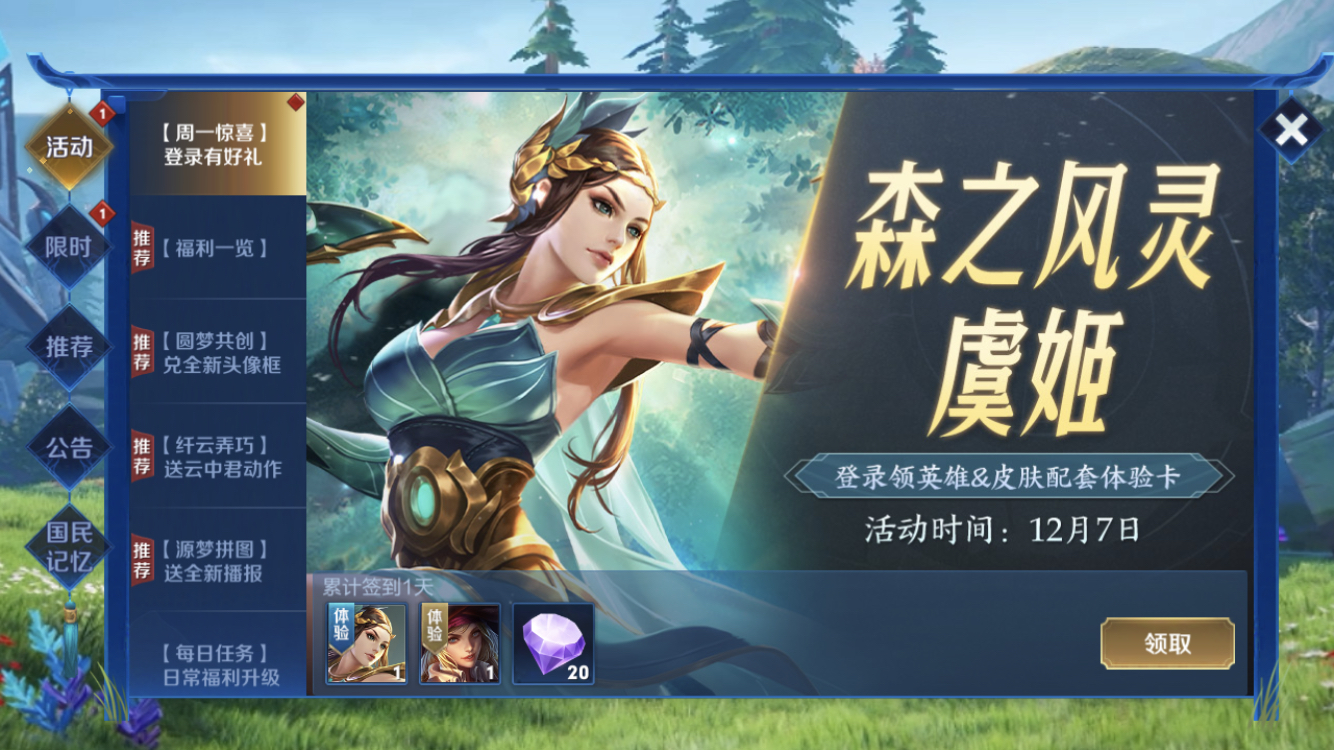 活动
1
限时
1
推荐
公告
国民
记忆
【周一惊喜】
登录有好礼
推荐
【福利一览】
推荐
【圆梦共创】
兑全新头像框
推荐
【纤云弄巧】
送云中君动作
推荐
【源梦拼图】
送全新播报
【每日任务】
日常福利升级
森之风灵
虞姬
登录领英雄&皮肤配套体验卡
活动时间：12月7日
累计签到1天
体验
1
体验
1
20
领取